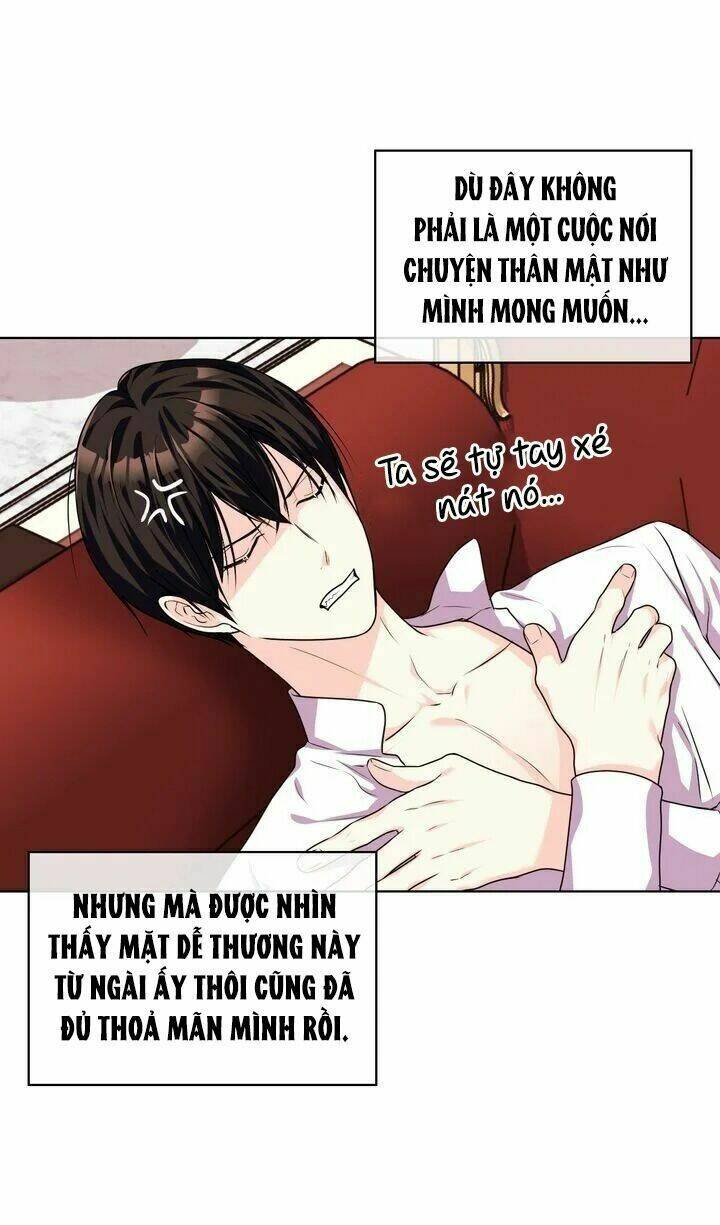 DÙ ĐÂY KHÔNG
PHẢI LÀ MỘT CUỘC NÓI
CHUYỆN THÂN MẬT NHƯ
MÌNH MONG MUỐN...
Ta sẽ tự tay xé
nát nó...
NHƯNG MÀ ĐƯỢC NHÌN
THẤY MẶT DỄ THƯƠNG NÀY
TỪ NGÀI ẤY THÔI CŨNG ĐÃ
ĐỦ THOẢ MÃN MÌNH RỒI.